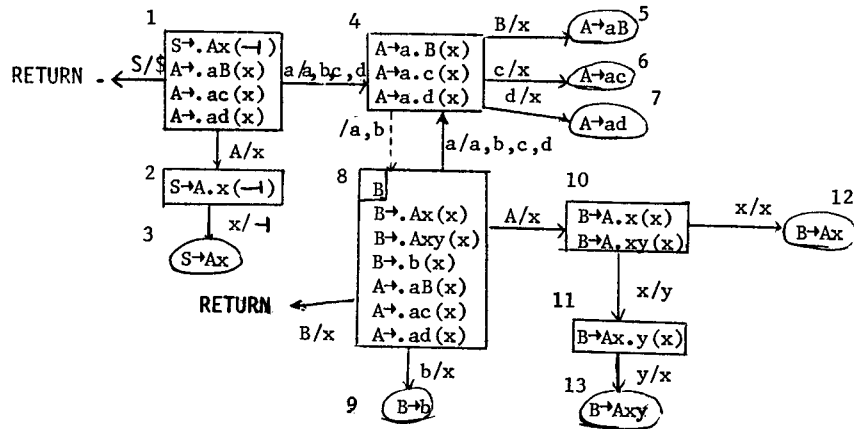 1
S→.Ax(⊣)
A→.aB(x)
A→.ac(x)
A→.ad(x)
S/$
RETURN
a/a,b,c,d
A/x
2
S→A.x(⊣)
x/⊣
3
S→Ax
4
A→a.B(x)
A→a.c(x)
A→a.d(x)
B/x
5
A→aB
c/x
6
A→ac
d/x
7
A→ad
/a,b
a/a,b,c,d
8
B
B→.Ax(x)
B→.Axy(x)
B→.b(x)
A→.aB(x)
A→.ac(x)
A→.ad(x)
RETURN
B/x
b/x
9
B→b
A/x
10
B→A.x(x)
B→A.xy(x)
x/x
12
B→Ax
x/y
11
B→Ax.y(x)
y/x
13
B→Axy